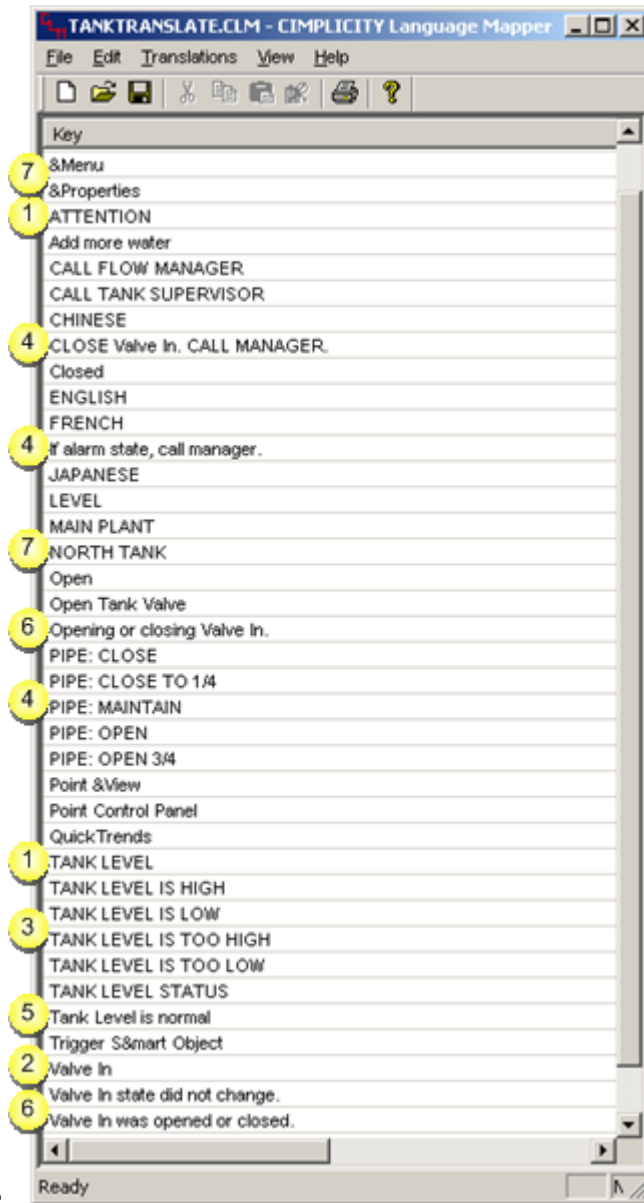 TANKTRANSLATE.CLM - CIMPLICITY Language Mapper
File Edit Translations View Help
Key
7
&Menu
&Properties
1 ATTENTION
Add more water
CALL FLOW MANAGER
CALL TANK SUPERVISOR
CHINESE
4 CLOSE Valve In. CALL MANAGER.
Closed
ENGLISH
FRENCH
4 If alarm state, call manager.
JAPANESE
LEVEL
MAIN PLANT
7 NORTH TANK
Open
Open Tank Valve
6 Opening or closing Valve In.
PIPE: CLOSE
PIPE: CLOSE TO 1/4
4 PIPE: MAINTAIN
PIPE: OPEN
PIPE: OPEN 3/4
Point &View
Point Control Panel
QuickTrends
1 TANK LEVEL
TANK LEVEL IS HIGH
TANK LEVEL IS LOW
3 TANK LEVEL IS TOO HIGH
TANK LEVEL IS TOO LOW
TANK LEVEL STATUS
5 Tank Level is normal
Trigger S&mart Object
2 Valve In
Valve In state did not change.
6 Valve In was opened or closed.
Ready